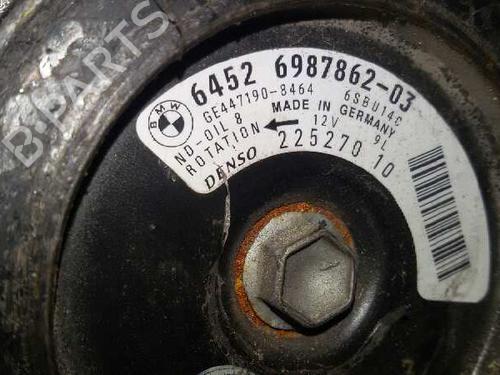 BMW
6452 6987862-03
GE447190-8464 6SBU14C
ND-OIL 8 MADE IN GERMANY
ROTATION ← 12V 9L
DENSO 225270 10
B-PARTS